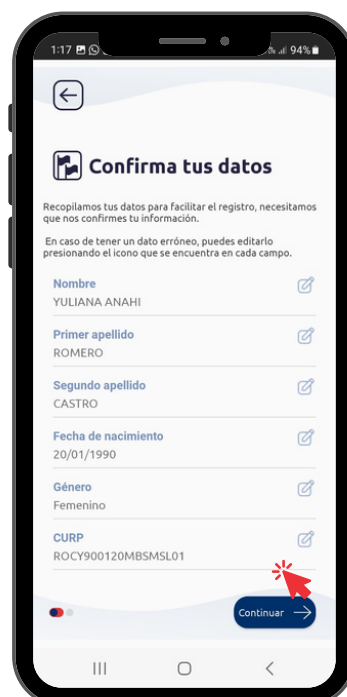 1:17
94%
Confirma tus datos
Recopilamos tus datos para facilitar el registro, necesitamos
que nos confirmes tu información.
En caso de tener un dato erróneo, puedes editarlo
presionando el icono que se encuentra en cada campo.
Nombre
YULIANA ANAHI
Primer apellido
ROMERO
Segundo apellido
CASTRO
Fecha de nacimiento
20/01/1990
Género
Femenino
CURP
ROCY900120MBSMSL01
Continuar